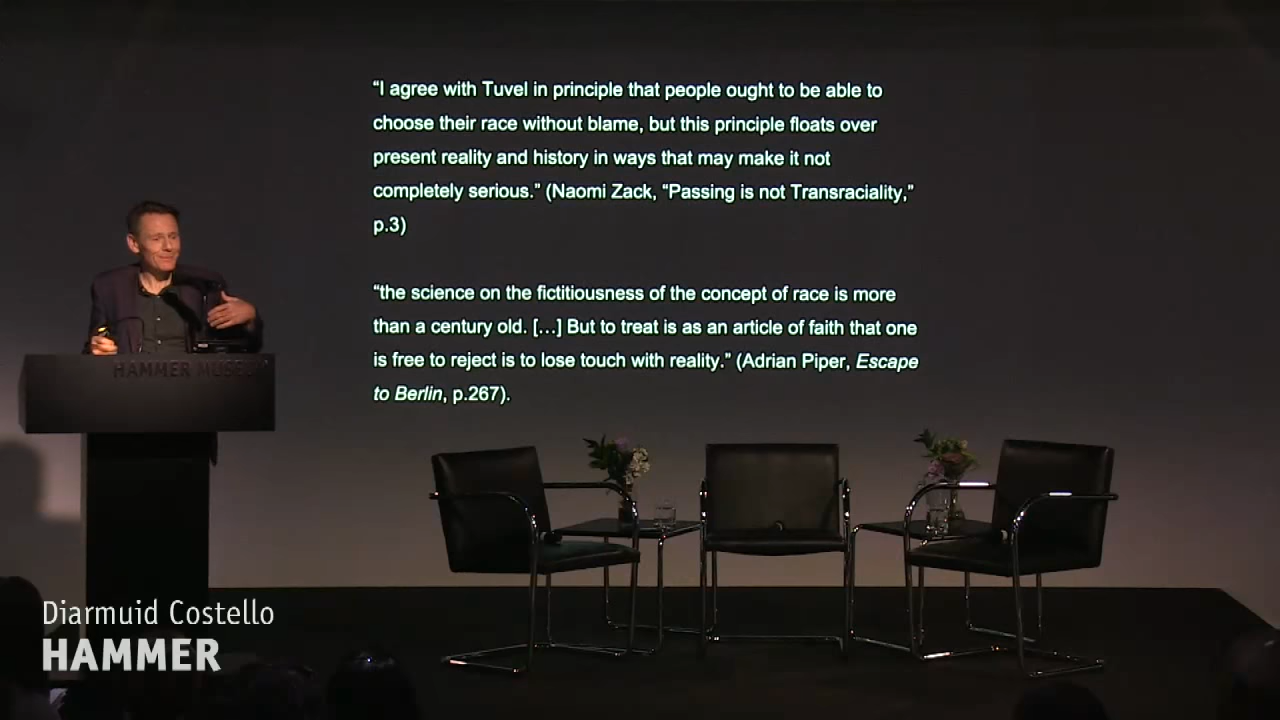 “I agree with Tuvel in principle that people ought to be able to
choose their race without blame, but this principle floats over
present reality and history in ways that may make it not
completely serious.” (Naomi Zack, “Passing is not Transraciality,”
p.3)
“the science on the fictitiousness of the concept of race is more
than a century old. […] But to treat is as an article of faith that one
is free to reject is to lose touch with reality.” (Adrian Piper, Escape
to Berlin, p.267).
HAMMER MUSEUM
Diarmuid Costello
HAMMER